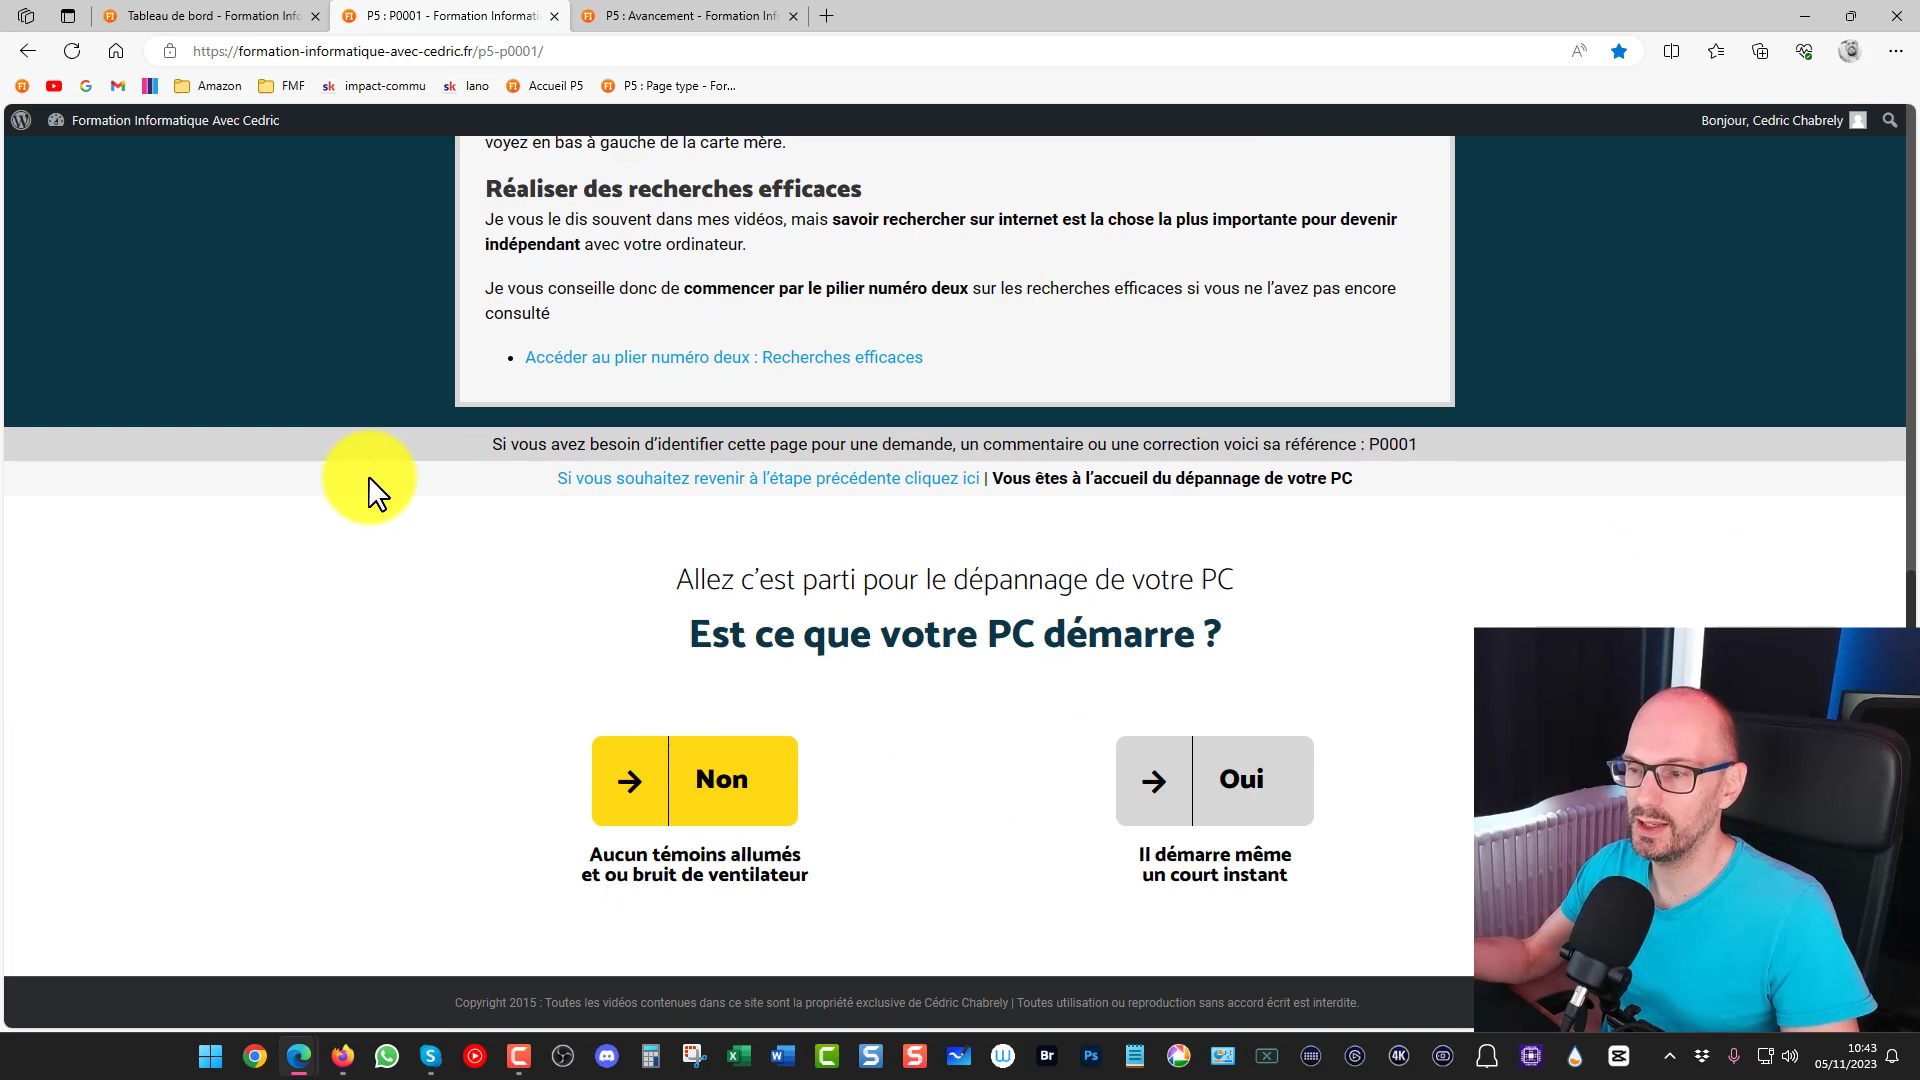 Tableau de bord - Formation Info
P5 : P0001 - Formation Informati
P5 : Avancement - Formation Inf
https://formation-informatique-avec-cedric.fr/p5-p0001/
Amazon
FMF
sk impact-commu
sk lano
Accueil P5
P5 : Page type - For...
Formation Informatique Avec Cedric
Bonjour, Cedric Chabrely
voyez en bas à gauche de la carte mère.
Réaliser des recherches efficaces
Je vous le dis souvent dans mes vidéos, mais savoir rechercher sur internet est la chose la plus importante pour devenir
indépendant avec votre ordinateur.
Je vous conseille donc de commencer par le pilier numéro deux sur les recherches efficaces si vous ne l'avez pas encore
consulté
• Accéder au plier numéro deux : Recherches efficaces
Si vous avez besoin d'identifier cette page pour une demande, un commentaire ou une correction voici sa référence : P0001
Si vous souhaitez revenir à l'étape précédente cliquez ici | Vous êtes à l'accueil du dépannage de votre PC
Allez c'est parti pour le dépannage de votre PC
Est ce que votre PC démarre ?
Non
Oui
Aucun témoins allumés
et ou bruit de ventilateur
Il démarre même
un court instant
Copyright 2015 : Toutes les vidéos contenues dans ce site sont la propriété exclusive de Cédric Chabrely | Toutes utilisation ou reproduction sans accord écrit est interdite.
10:43
05/11/2023